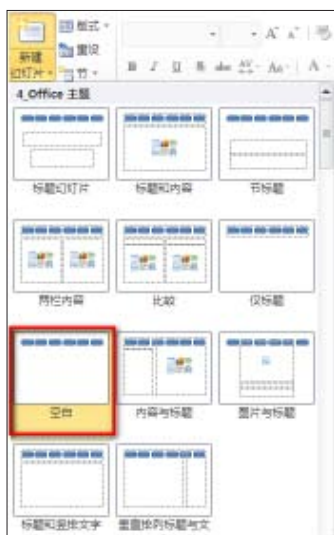 版式
新建
幻灯片
重设
节
B I U S abc AV Aa A
4_Office 主题
标题幻灯片 标题和内容 节标题
两栏内容 比较 仅标题
空白 内容与标题 图片与标题
标题和竖排文字 垂直排列标题与文